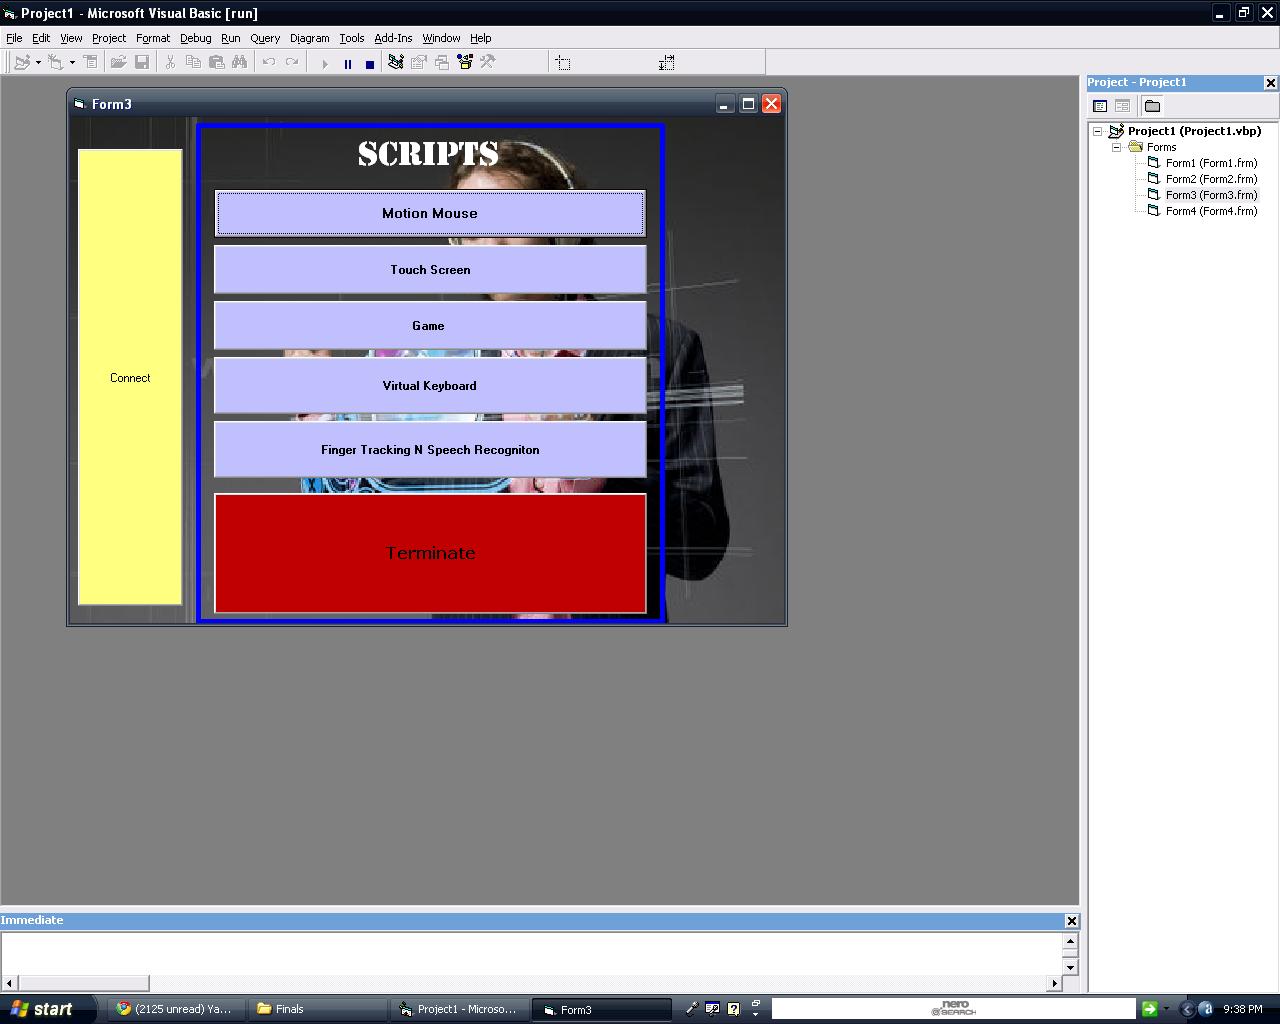 Project1 - Microsoft Visual Basic [run]
File Edit View Project Format Debug Run Query Diagram Tools Add-Ins Window Help
Form3
SCRIPTS
Connect
Motion Mouse
Touch Screen
Game
Virtual Keyboard
Finger Tracking N Speech Recogniton
Terminate
Project - Project1
Project1 (Project1.vbp)
Forms
Form1 (Form1.frm)
Form2 (Form2.frm)
Form3 (Form3.frm)
Form4 (Form4.frm)
Immediate
start
(2125 unread) Ya...
Finals
Project1 - Microso...
Form3
nero
@SEARCH
9:38 PM